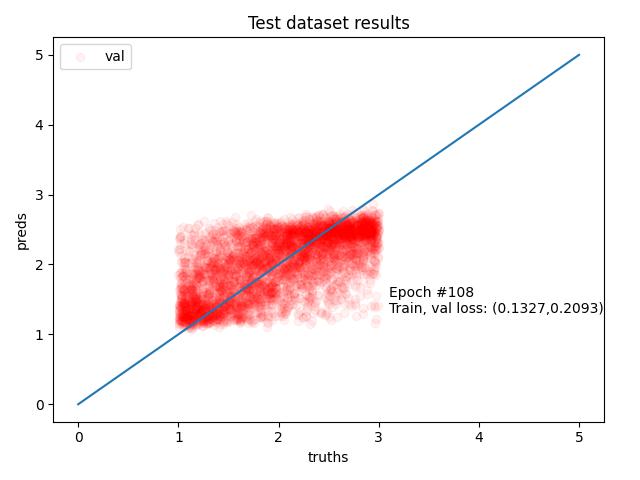 Test dataset results
val
5
4
3
2
1
0
preds
Epoch #108
Train, val loss: (0.1327,0.2093)
0 1 2 3 4 5
truths